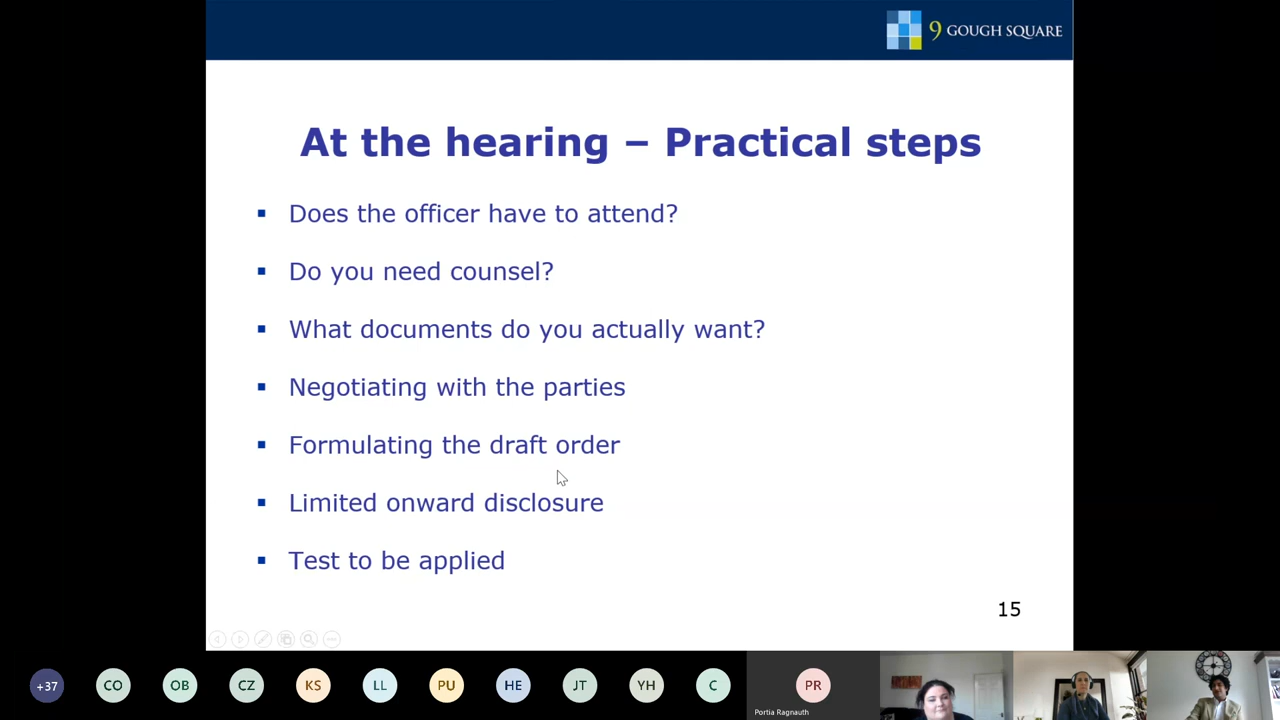 9 GOUGH SQUARE
At the hearing – Practical steps
Does the officer have to attend?
Do you need counsel?
What documents do you actually want?
Negotiating with the parties
Formulating the draft order
Limited onward disclosure
Test to be applied
15
+37 CO OB CZ KS LL PU HE JT YH C PR
Portia Ragnauth